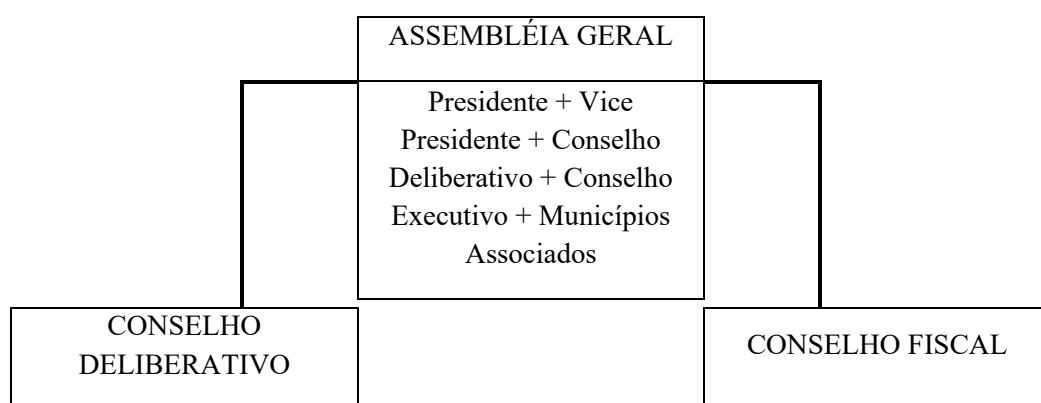 ASSEMBLÉIA GERAL
Presidente + Vice
Presidente + Conselho
Deliberativo + Conselho
Executivo + Municípios
Associados
CONSELHO
DELIBERATIVO
CONSELHO FISCAL